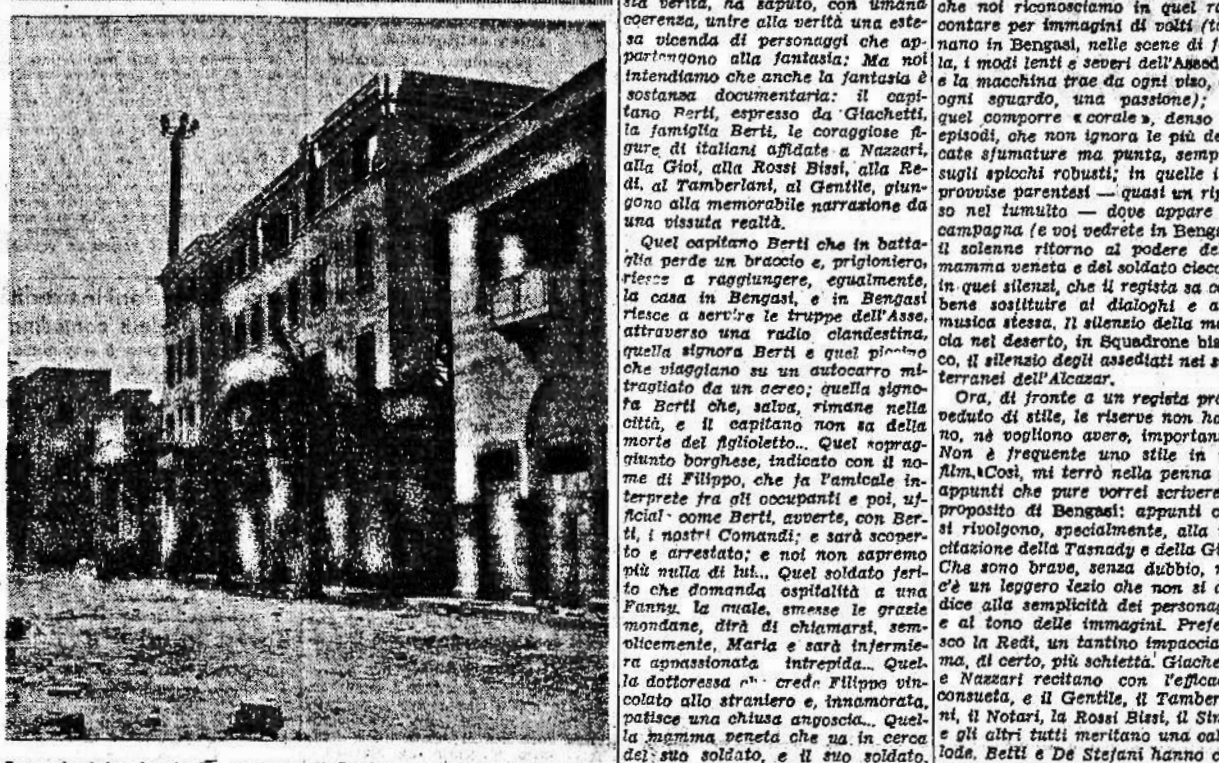 sta verità, ha saputo, con umana
coerenza, unire alla verità una este-
sa vicenda di personaggi che ap-
partengono alla fantasia; Ma noi
intendiamo che anche la fantasia è
sostanza documentaria: il capi-
tano Berti, espresso da Giachetti,
la famiglia Berti, le coraggiose fi-
gure di italiani affidate a Nazzari,
alla Gioi, alla Rossi Bissi, alla Re-
di, al Tamberlani, al Gentile, giun-
gono alla memorabile narrazione da
una vissuta realtà.
Quel capitano Berti che in batta-
glia perde un braccio e, prigioniero,
riesce a raggiungere, egualmente,
la casa in Bengasi, e in Bengasi
riesce a servire le truppe dell'Asse,
attraverso una radio clandestina,
quella signora Berti e quel piccino
che viaggiano su un autocarro mi-
tragliato da un aereo; quella signo-
ra Berti che, salva, rimane nella
città, e il capitano non sa della
morte del figlioletto... Quel soprag-
giunto borghese, indicato con il no-
me di Filippo, che fa l'amicale in-
terprete fra gli occupanti e poi, uf-
ficial come Berti, avverte, con Ber-
ti, i nostri Comandi; e sarà scoper-
to e arrestato; e noi non sapremo
più nulla di lui... Quel soldato feri-
to che domanda ospitalità a una
Fanny, la quale, smesse le grazie
mondane, dirà di chiamarsi, sem-
plicemente, Maria e sarà infermie-
ra appassionata intrepida... Quel-
la dottoressa che crede Filippo vin-
colato allo straniero e, innamorata,
patisce una chiusa angoscia... Quel-
la mamma veneta che va in cerca
del suo soldato, e il suo soldato,
che noi riconosciamo in quel ra
contare per immagini di volti (to
nano in Bengasi, nelle scene di f
la, i modi lenti e severi dell'Assed
e la macchina trae da ogni viso,
ogni sguardo, una passione);
quel comporre « corale », denso
episodi, che non ignora le più de
cate sfumature ma punta, semp
sugli spicchi robusti; in quelle i
provvise parentesi — quasi un rip
so nel tumulto — dove appare
campagna (e voi vedrete in Benga
il solenne ritorno al podere de
mamma veneta e del soldato cieco
in quei silenzi, che il regista sa co
bene sostituire ai dialoghi e a
musica stessa. Il silenzio della ma
cia nel deserto, in Squadrone bia
co, il silenzio degli assediati nei s
terranei dell'Alcazar.
Ora, di fronte a un regista pro
veduto di stile, le riserve non ha
no, nè vogliono avere, importan
Non è frequente uno stile in
film. Così, mi terrò nella penna
appunti che pure vorrei scrivere
proposito di Bengasi: appunti c
si rivolgono, specialmente, alla
citazione della Tasnady e della Gi
Che sono brave, senza dubbio, m
c'è un leggero lezio che non si a
dice alla semplicità dei personag
e al tono delle immagini. Prefe
sco la Redi, un tantino impaccia
ma, di certo, più schietta. Giache
e Nazzari recitano con l'efficac
consueta, e il Gentile, il Tamber
ni, il Notari, la Rossi Bissi, il Sim
e gli altri tutti meritano una cal
lode. Betti e De Stefani hanno c